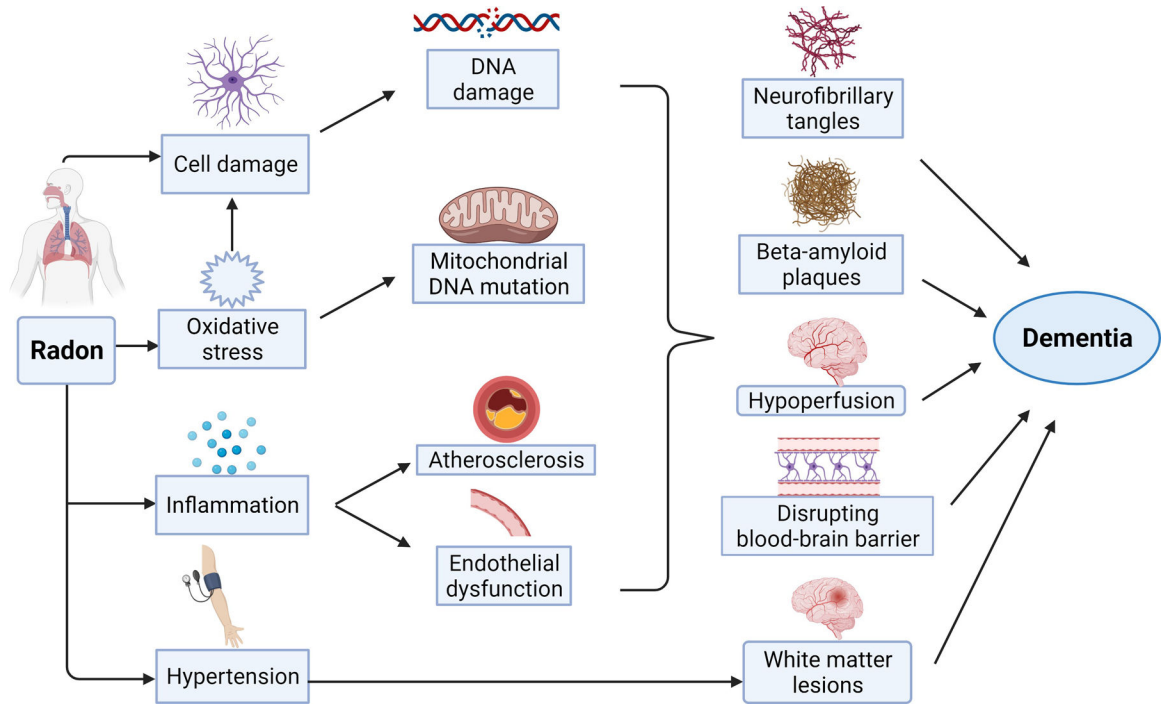 DNA
damage
Neurofibrillary
tangles
Cell damage
Mitochondrial
DNA mutation
Beta-amyloid
plaques
Radon
Oxidative
stress
Dementia
Hypoperfusion
Atherosclerosis
Inflammation
Disrupting
blood-brain barrier
Endothelial
dysfunction
Hypertension
White matter
lesions